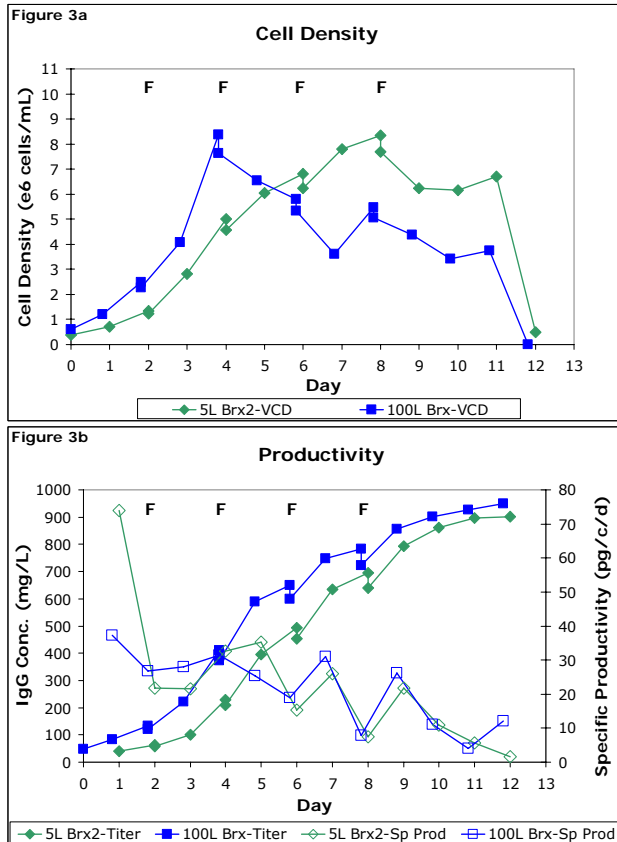 Figure 3a
Cell Density
F F F F
11
10
9
8
7
6
5
4
3
2
1
0
Cell Density (e6 cells/mL)
0 1 2 3 4 5 6 7 8 9 10 11 12 13
Day
5L Brx2-VCD 100L Brx-VCD
Figure 3b
Productivity
F F F F
1000
900
800
700
600
500
400
300
200
100
0
IgG Conc. (mg/L)
80
70
60
50
40
30
20
10
0
Specific Productivity (pg/c/d)
0 1 2 3 4 5 6 7 8 9 10 11 12 13
Day
5L Brx2-Titer 100L Brx-Titer 5L Brx2-Sp Prod 100L Brx-Sp Prod